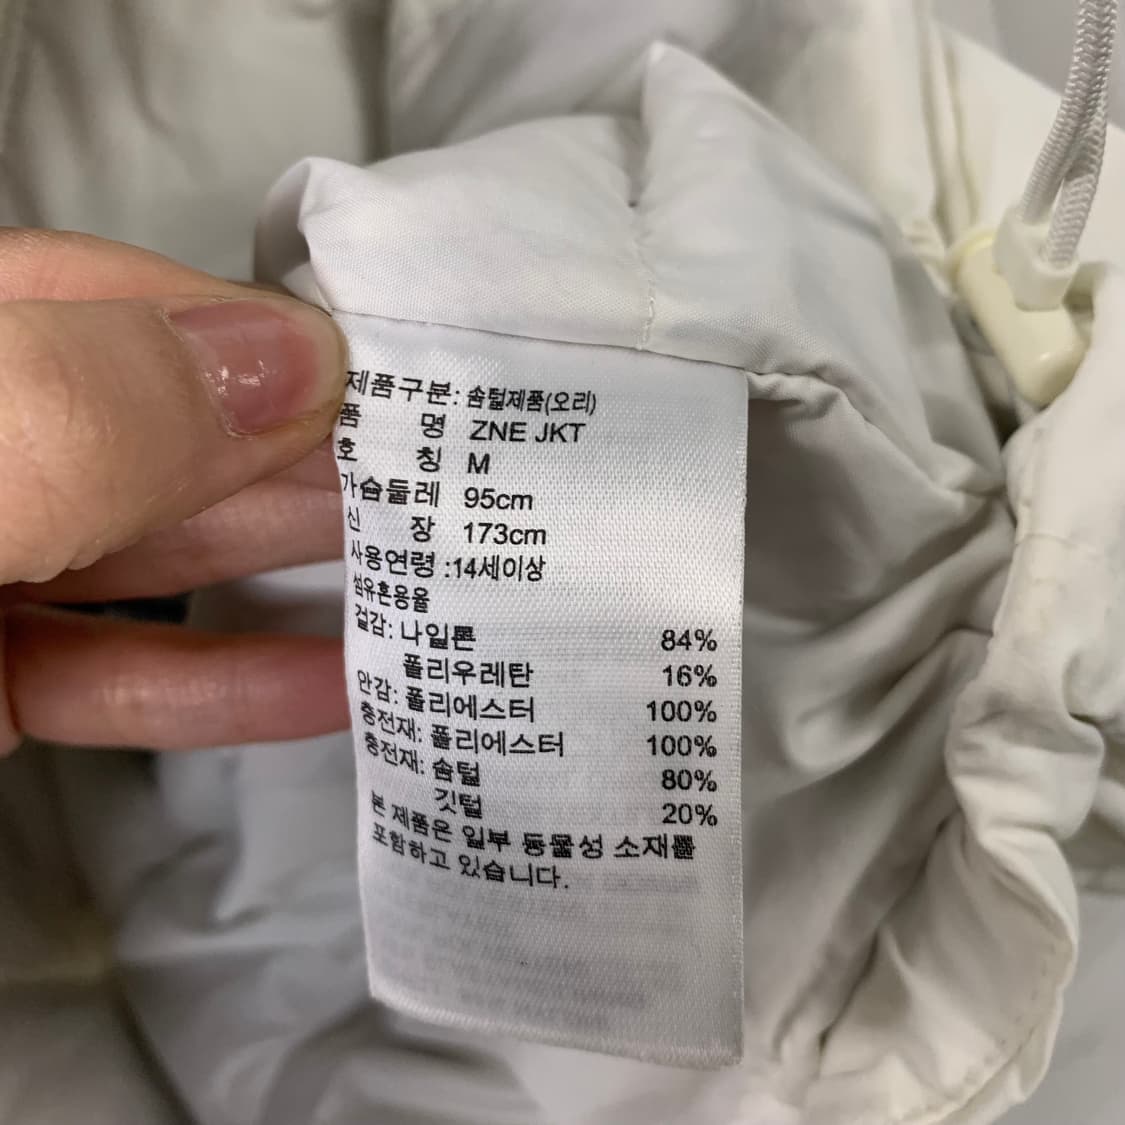 제품구분: 솜털제품(오리)
품 명 ZNE JKT
호 칭 M
가슴둘레 95cm
신 장 173cm
사용연령 :14세이상
섬유혼용율
겉감: 나일론 84%
폴리우레탄 16%
안감: 폴리에스터 100%
충전재: 폴리에스터 100%
충전재: 솜털 80%
깃털 20%
본 제품은 일부 동물성 소재를
포함하고 있습니다.